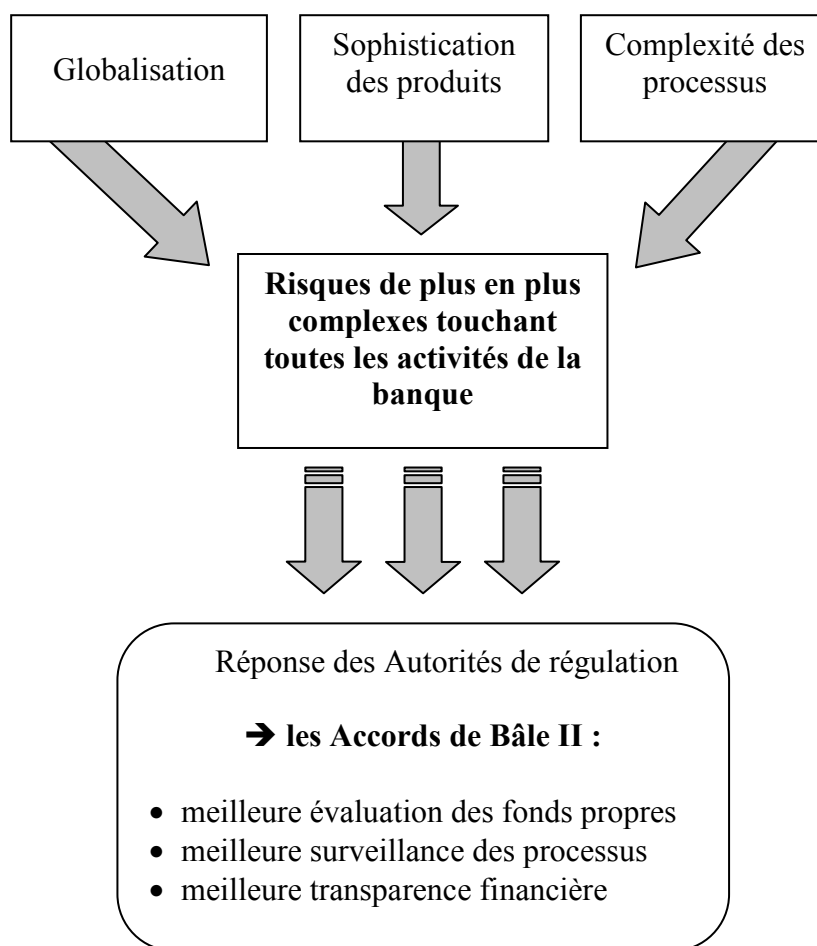 Globalisation
Sophistication
des produits
Complexité des
processus
Risques de plus en plus
complexes touchant
toutes les activités de la
banque
Réponse des Autorités de régulation
➔ les Accords de Bâle II :
• meilleure évaluation des fonds propres
• meilleure surveillance des processus
• meilleure transparence financière